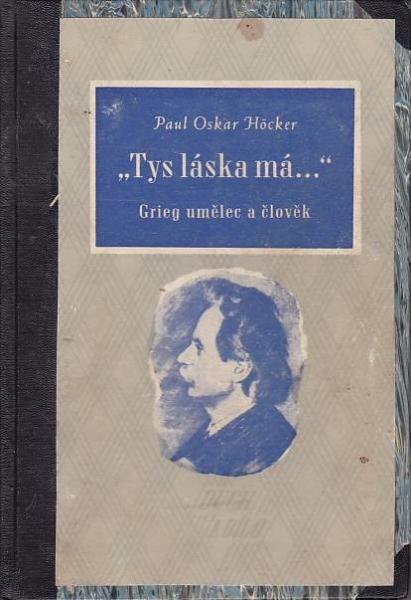 Paul Oskar Höcker
„Tys láska má...“
Grieg umělec a člověk